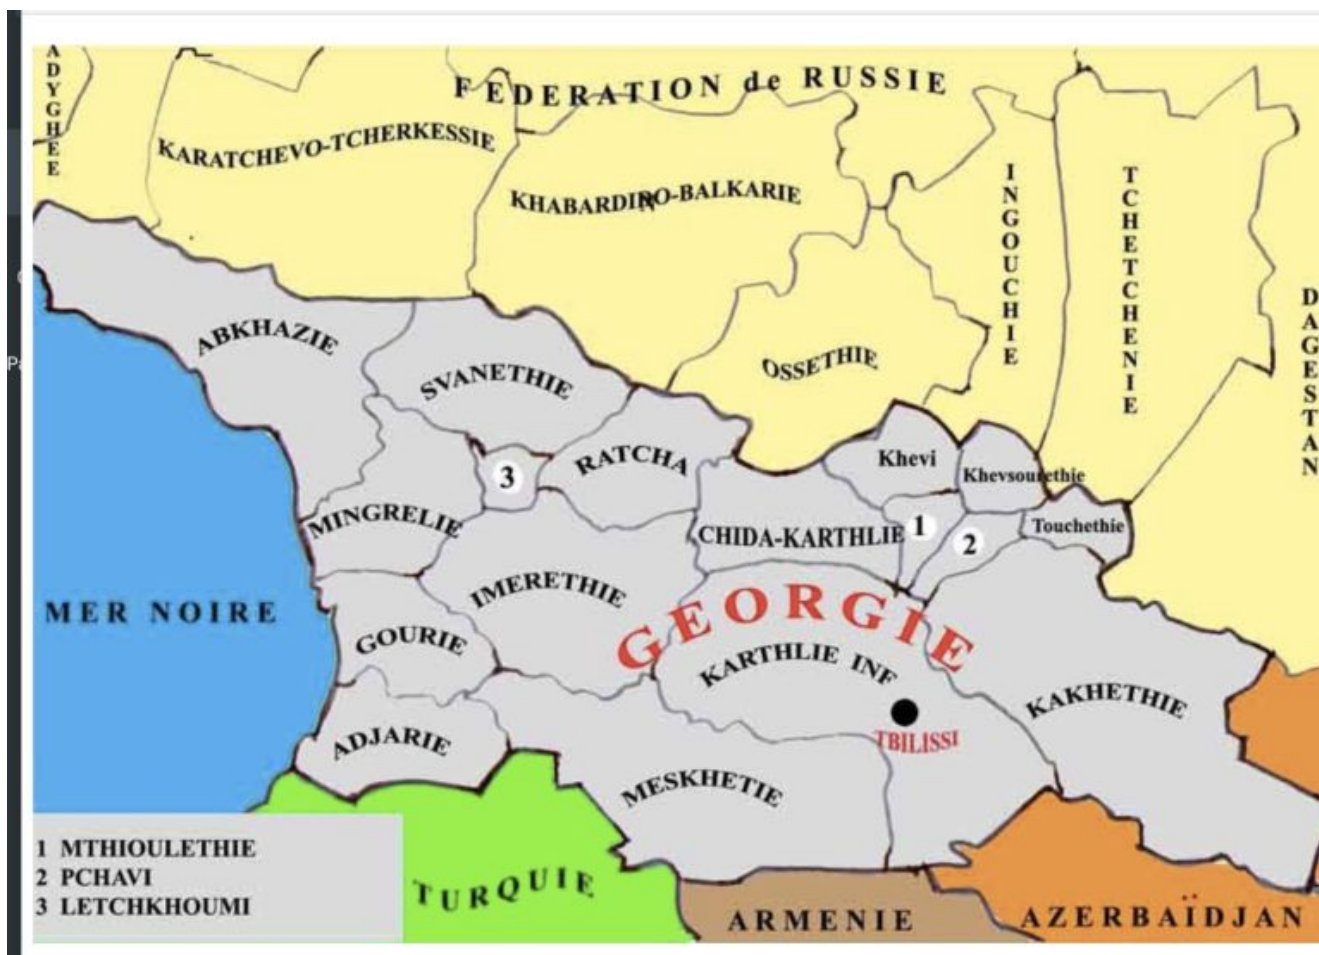 ADYGHEE
FEDERATION de RUSSIE
KARATCHEVO-TCHERKESSIE
KHABARDINO-BALKARIE
INGOUCHIE
TCHETCHENIE
DAGESTAN
OSSETHIE
ABKHAZIE
SVANETHIE
RATCHA
3
Khevi
Khevsourethie
Touchethie
1
2
MINGRELIE
CHIDA-KARTHLIE
IMERETHIE
GEORGIE
MER NOIRE
GOURIE
KARTHLIE INF
KAKHETHIE
TBILISSI
ADJARIE
MESKHETIE
1 MTHIOULETHIE
2 PCHAVI
3 LETCHKHOUMI
TURQUIE
ARMENIE
AZERBAÏDJAN